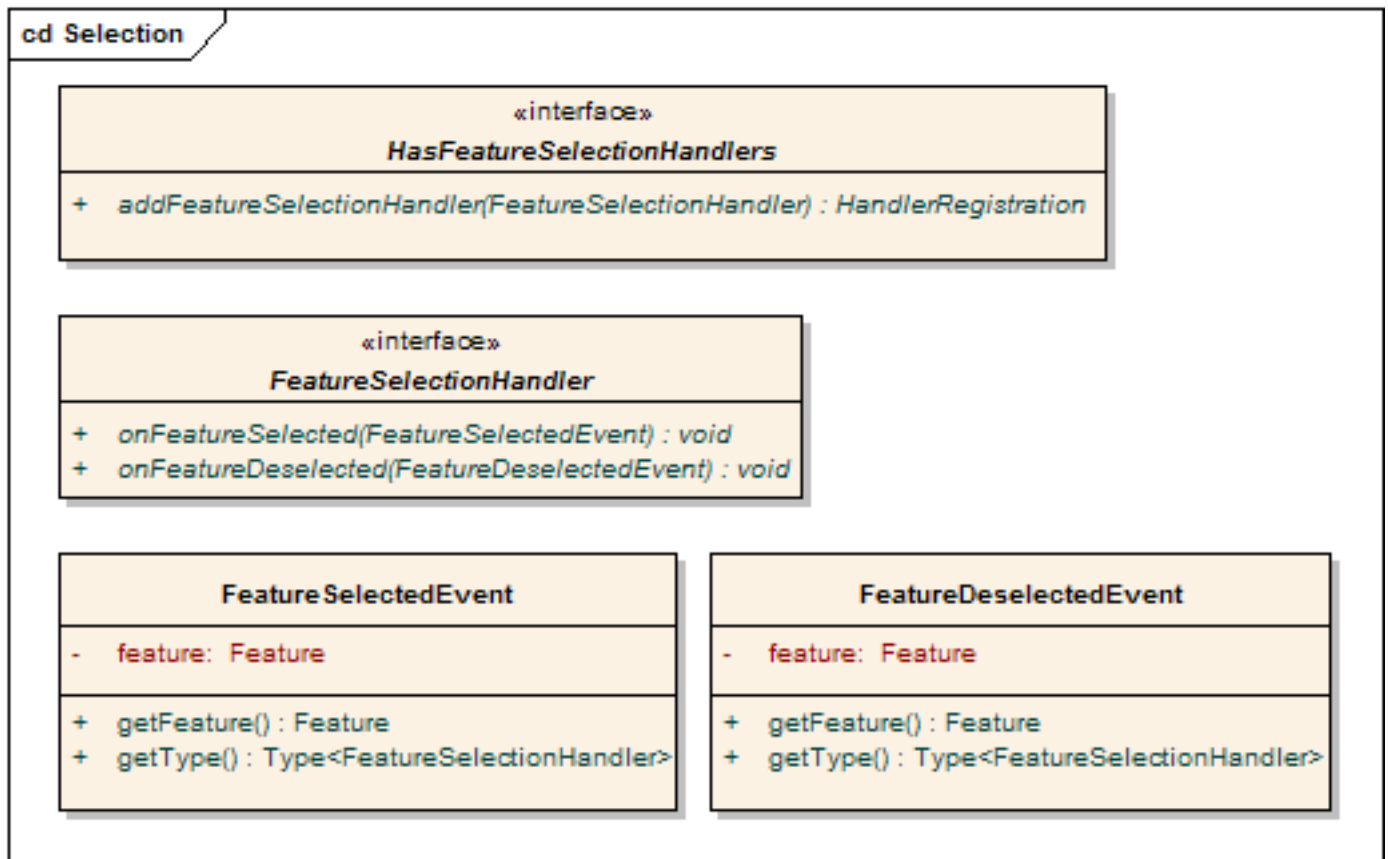 cd Selection
«interface»
HasFeatureSelectionHandlers
+ addFeatureSelectionHandler(FeatureSelectionHandler) : HandlerRegistration
«interface»
FeatureSelectionHandler
+ onFeatureSelected(FeatureSelectedEvent) : void
+ onFeatureDeselected(FeatureDeselectedEvent) : void
FeatureSelectedEvent
- feature: Feature
+ getFeature() : Feature
+ getType() : Type<FeatureSelectionHandler>
FeatureDeselectedEvent
- feature: Feature
+ getFeature() : Feature
+ getType() : Type<FeatureSelectionHandler>